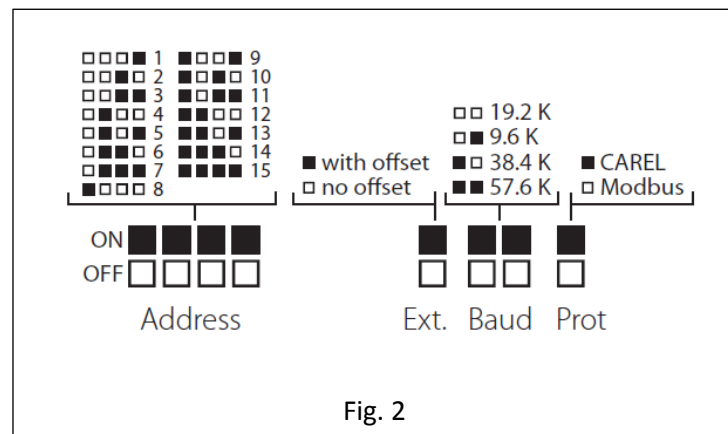 1 9
2 10
3 11
4 12
5 13
6 14
7 15
8
19.2 K
9.6 K
38.4 K
57.6 K
with offset
no offset
CAREL
Modbus
ON
OFF
Address Ext. Baud Prot
Fig. 2